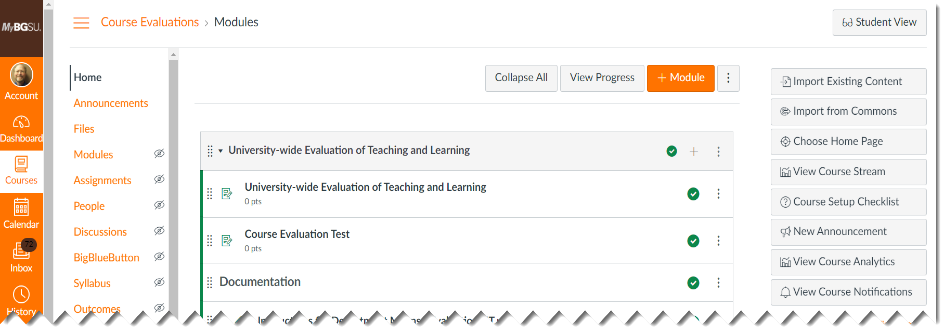 MyBGSU.
Account
Dashboard
Courses
Calendar
72
Inbox
History
Course Evaluations › Modules
Student View
Home
Announcements
Files
Modules
Assignments
People
Discussions
BigBlueButton
Syllabus
Outcomes
Collapse All
View Progress
+ Module
University-wide Evaluation of Teaching and Learning
University-wide Evaluation of Teaching and Learning
0 pts
Course Evaluation Test
0 pts
Documentation
Import Existing Content
Import from Commons
Choose Home Page
View Course Stream
Course Setup Checklist
New Announcement
View Course Analytics
View Course Notifications